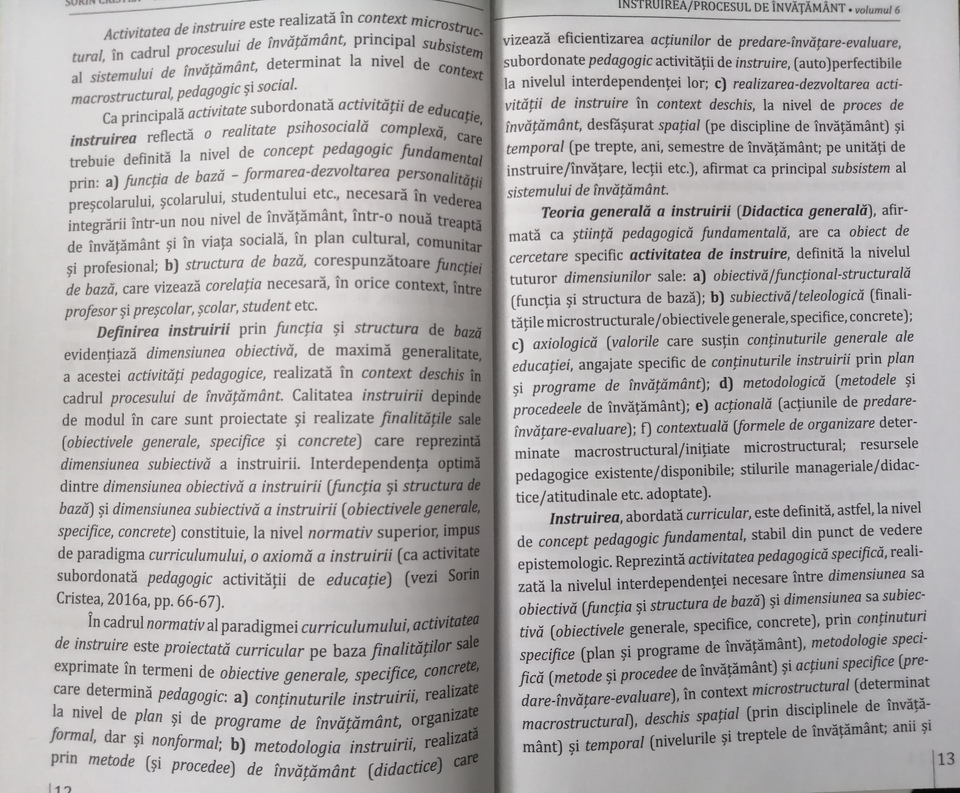 SORIN CRISTEA
Activitatea de instruire este realizată în context microstruc-
tural, în cadrul procesului de învățământ, principal subsistem
al sistemului de învățământ, determinat la nivel de context
macrostructural, pedagogic și social.
Ca principală activitate subordonată activității de educație,
instruirea reflectă o realitate psihosocială complexă, care
trebuie definită la nivel de concept pedagogic fundamental
prin: a) funcția de bază – formarea-dezvoltarea personalității
preșcolarului, școlarului, studentului etc., necesară în vederea
integrării într-un nou nivel de învățământ, într-o nouă treaptă
de învățământ și în viața socială, în plan cultural, comunitar
și profesional; b) structura de bază, corespunzătoare funcției
de bază, care vizează corelația necesară, în orice context, între
profesor și preșcolar, școlar, student etc.
Definirea instruirii prin funcția și structura de bază
evidențiază dimensiunea obiectivă, de maximă generalitate,
a acestei activități pedagogice, realizată în context deschis în
cadrul procesului de învățământ. Calitatea instruirii depinde
de modul în care sunt proiectate și realizate finalitățile sale
(obiectivele generale, specifice și concrete) care reprezintă
dimensiunea subiectivă a instruirii. Interdependența optimă
dintre dimensiunea obiectivă a instruirii (funcția și structura de
bază) și dimensiunea subiectivă a instruirii (obiectivele generale,
specifice, concrete) constituie, la nivel normativ superior, impus
de paradigma curriculumului, o axiomă a instruirii (ca activitate
subordonată pedagogic activității de educație) (vezi Sorin
Cristea, 2016a, pp. 66-67).
În cadrul normativ al paradigmei curriculumului, activitatea
de instruire este proiectată curricular pe baza finalităților sale
exprimate în termeni de obiective generale, specifice, concrete,
care determină pedagogic: a) conținuturile instruirii, realizate
la nivel de plan și de programe de învățământ, organizate
formal, dar și nonformal; b) metodologia instruirii, realizată
prin metode (și procedee) de învățământ (didactice) care
12
INSTRUIREA/PROCESUL DE ÎNVĂȚĂMÂNT • volumul 6
vizează eficientizarea acțiunilor de predare-învățare-evaluare,
subordonate pedagogic activității de instruire, (auto)perfectibile
la nivelul interdependenței lor; c) realizarea-dezvoltarea acti-
vității de instruire în context deschis, la nivel de proces de
învățământ, desfășurat spațial (pe discipline de învățământ) și
temporal (pe trepte, ani, semestre de învățământ; pe unități de
instruire/învățare, lecții etc.), afirmat ca principal subsistem al
sistemului de învățământ.
Teoria generală a instruirii (Didactica generală), afir-
mată ca știință pedagogică fundamentală, are ca obiect de
cercetare specific activitatea de instruire, definită la nivelul
tuturor dimensiunilor sale: a) obiectivă/funcțional-structurală
(funcția și structura de bază); b) subiectivă/teleologică (finali-
tățile microstructurale/obiectivele generale, specifice, concrete);
c) axiologică (valorile care susțin conținuturile generale ale
educației, angajate specific de conținuturile instruirii prin plan
și programe de învățământ); d) metodologică (metodele și
procedeele de învățământ); e) acțională (acțiunile de predare-
învățare-evaluare); f) contextuală (formele de organizare deter-
minate macrostructural/inițiate microstructural; resursele
pedagogice existente/disponibile; stilurile manageriale/didac-
tice/atitudinale etc. adoptate).
Instruirea, abordată curricular, este definită, astfel, la nivel
de concept pedagogic fundamental, stabil din punct de vedere
epistemologic. Reprezintă activitatea pedagogică specifică, reali-
zată la nivelul interdependenței necesare între dimensiunea sa
obiectivă (funcția și structura de bază) și dimensiunea sa subiec-
tivă (obiectivele generale, specifice, concrete), prin conținuturi
specifice (plan și programe de învățământ), metodologie speci-
fică (metode și procedee de învățământ) și acțiuni specifice (pre-
dare-învățare-evaluare), în context microstructural (determinat
macrostructural), deschis spațial (prin disciplinele de învăță-
mânt) și temporal (nivelurile și treptele de învățământ; anii și
13